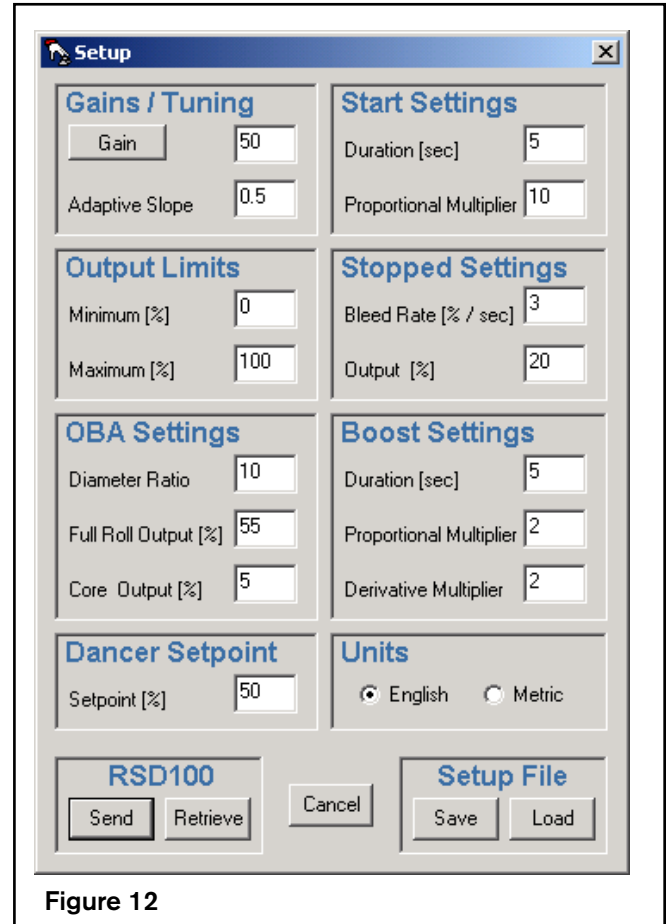 Setup
Gains / Tuning
Gain 50
Adaptive Slope 0.5
Start Settings
Duration [sec] 5
Proportional Multiplier 10
Output Limits
Minimum [%] 0
Maximum [%] 100
Stopped Settings
Bleed Rate [% / sec] 3
Output [%] 20
OBA Settings
Diameter Ratio 10
Full Roll Output [%] 55
Core Output [%] 5
Boost Settings
Duration [sec] 5
Proportional Multiplier 2
Derivative Multiplier 2
Dancer Setpoint
Setpoint [%] 50
Units
English Metric
RSD100
Send Retrieve
Cancel
Setup File
Save Load
Figure 12